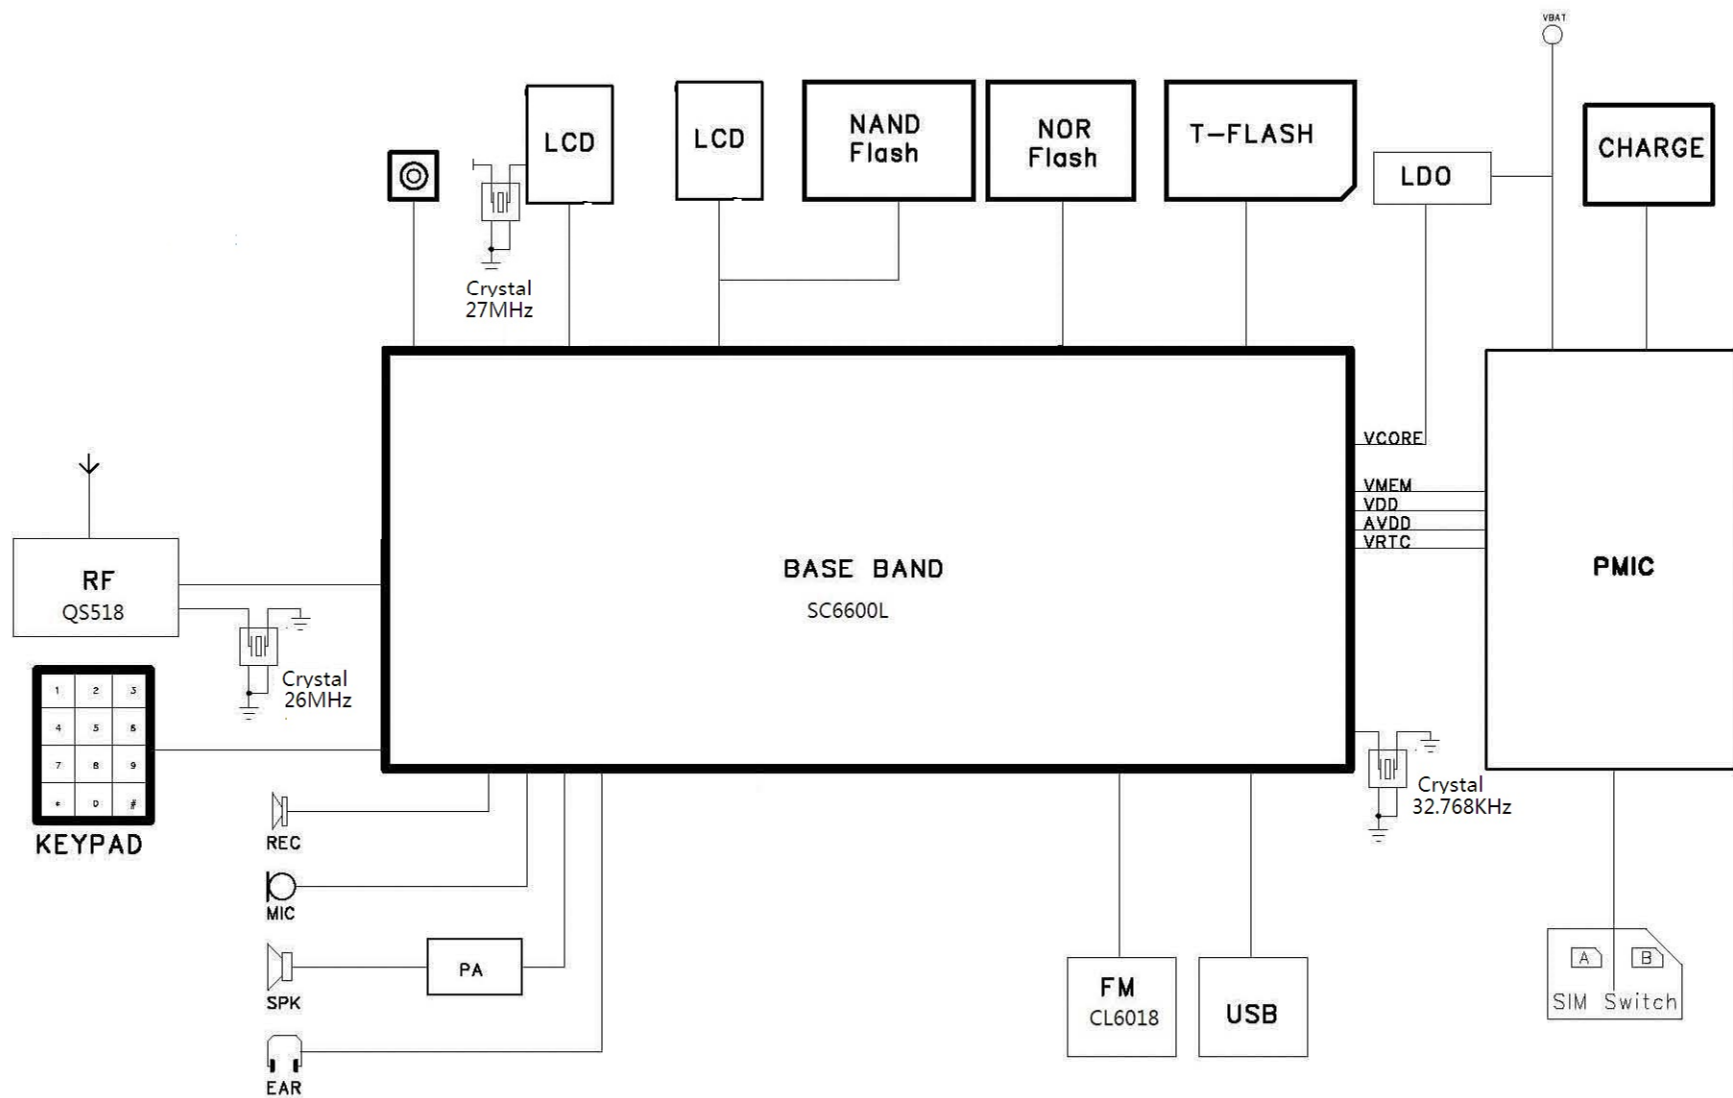 VBAT
LCD
LCD
NAND
Flash
NOR
Flash
T-FLASH
LDO
CHARGE
Crystal
27MHz
VCORE
VMEM
VDD
AVDD
VRTC
BASE BAND
SC6600L
PMIC
RF
QS518
Crystal
26MHz
1 2 3
4 5 6
7 8 9
* 0 #
KEYPAD
Crystal
32.768KHz
REC
MIC
SPK
PA
EAR
FM
CL6018
USB
A B
SIM Switch